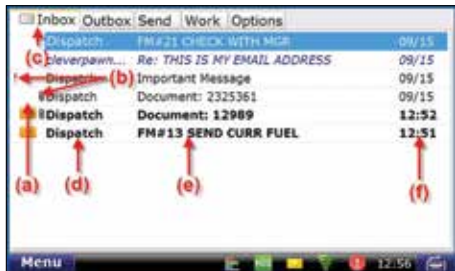 Inbox Outbox Send Work Options
Dispatch FM#21 CHECK WITH MGR 09/15
(c) cleverpawn... Re: THIS IS MY EMAIL ADDRESS 09/15
! Dispatch (b) Important Message 09/15
Dispatch Document: 2325361 09/15
Dispatch Document: 12989 12:52
Dispatch FM#13 SEND CURR FUEL 12:51
(a) (d) (e) (f)
Menu 12:56